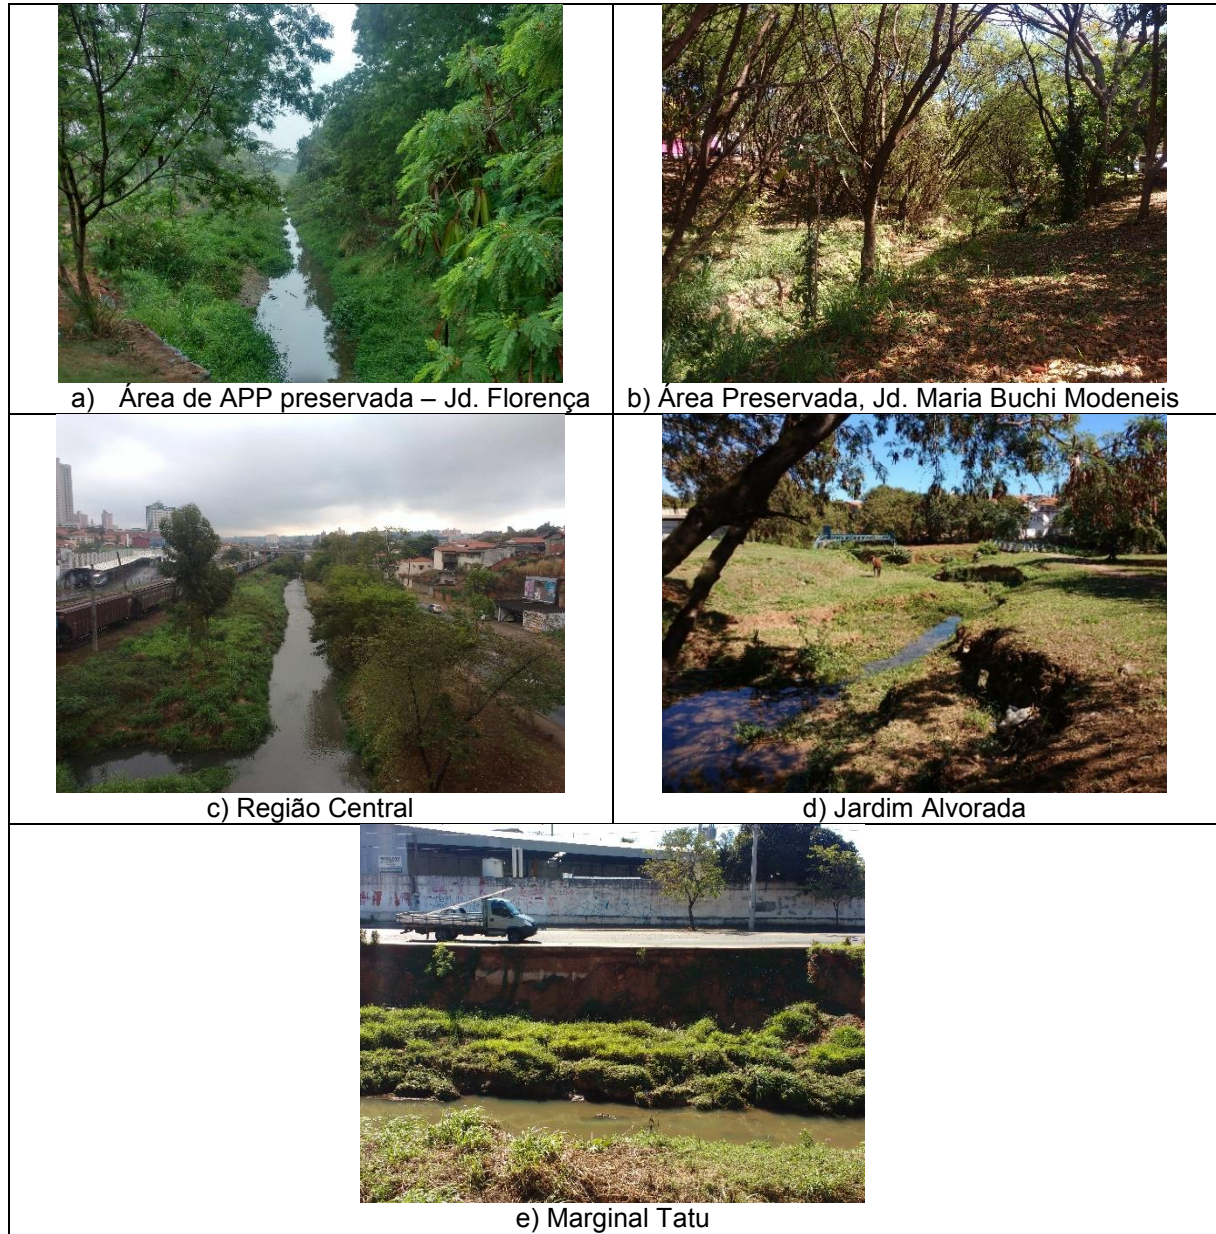 a) Área de APP preservada – Jd. Florença
b) Área Preservada, Jd. Maria Buchi Modeneis
c) Região Central
d) Jardim Alvorada
e) Marginal Tatu